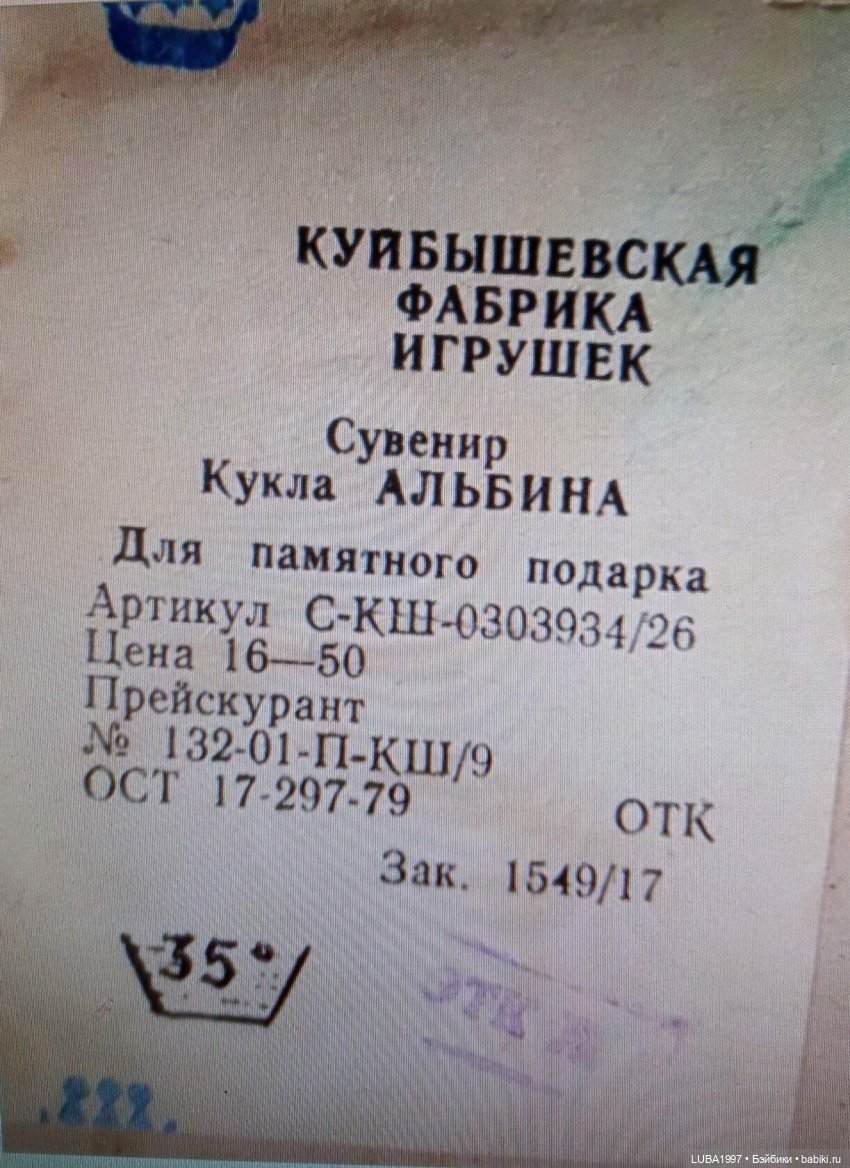 КУЙБЫШЕВСКАЯ
ФАБРИКА
ИГРУШЕК
Сувенир
Кукла АЛЬБИНА
Для памятного подарка
Артикул С-КШ-0303934/26
Цена 16—50
Прейскурант
№ 132-01-П-КШ/9
ОСТ 17-297-79
ОТК
Зак. 1549/17
35°
LUBA1997 • Бэйбики • babiki.ru